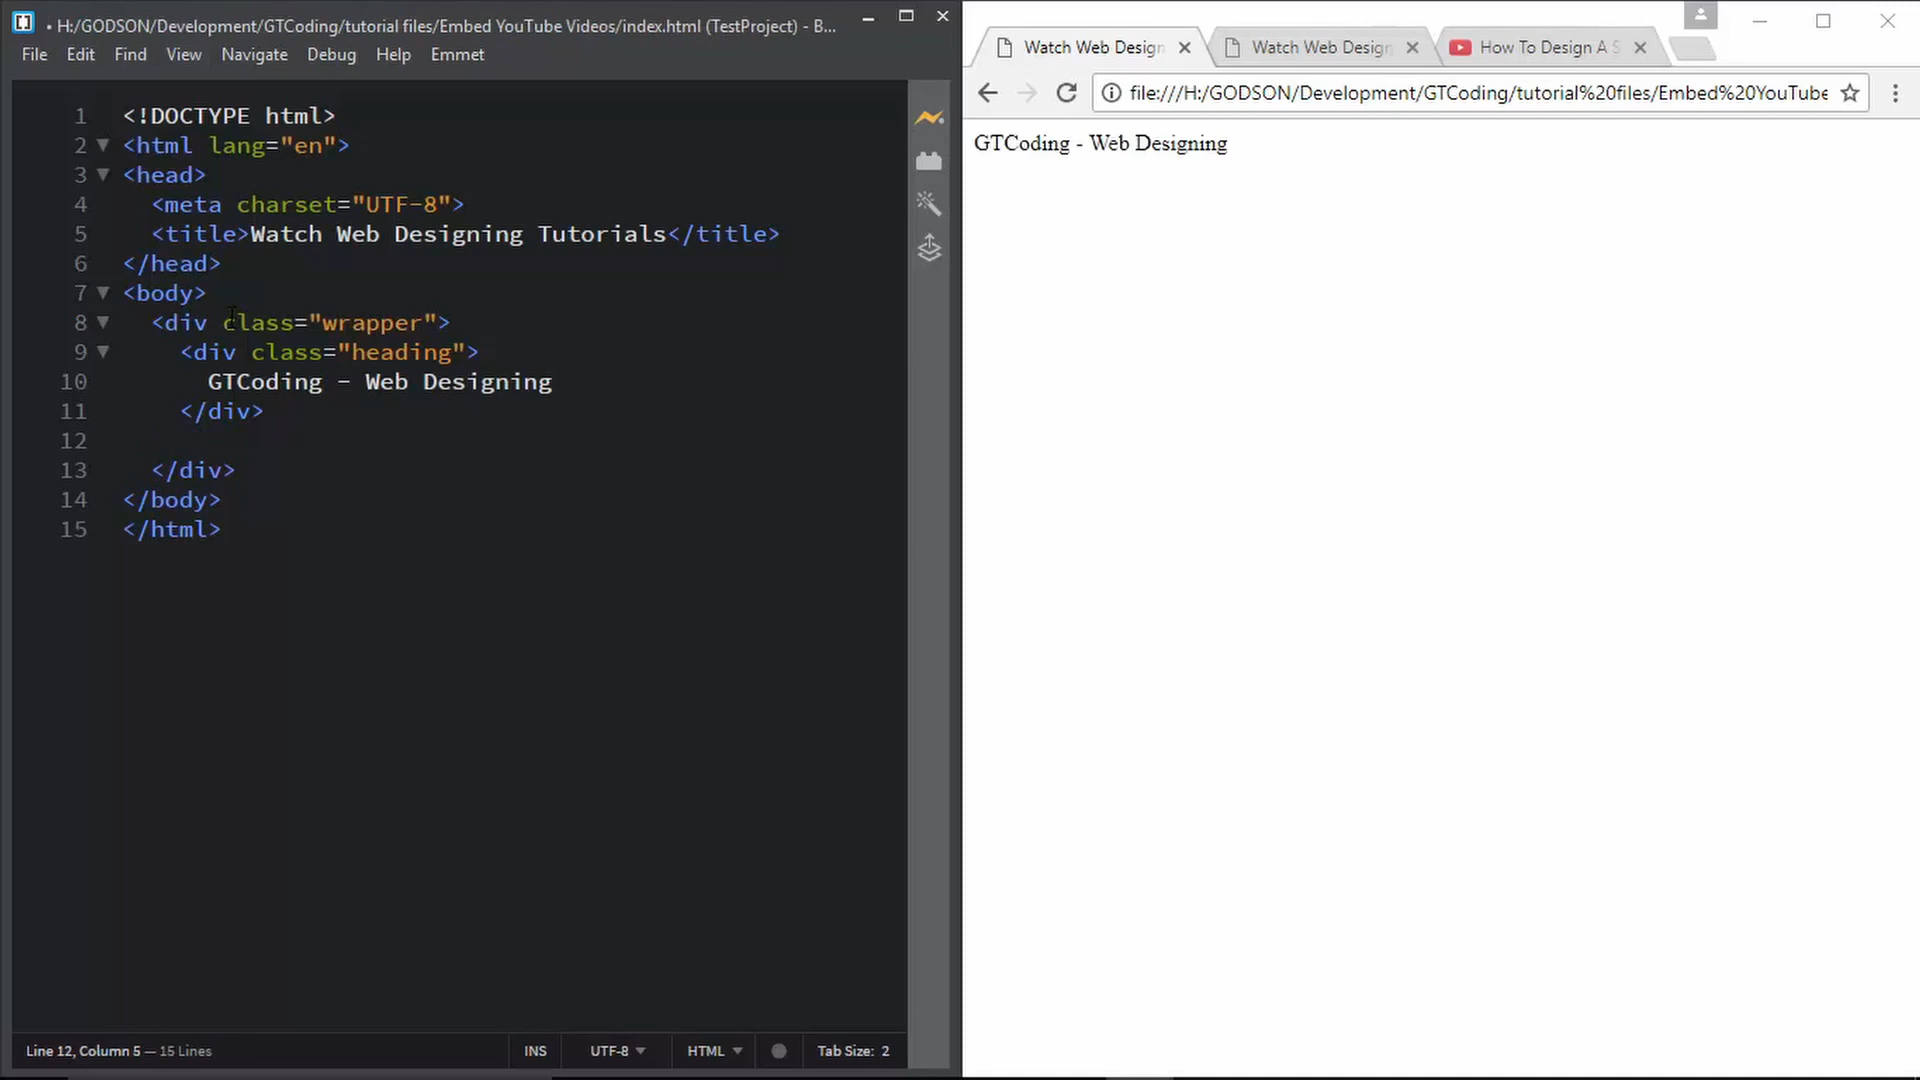 • H:/GODSON/Development/GTCoding/tutorial files/Embed YouTube Videos/index.html (TestProject) - B...
File Edit Find View Navigate Debug Help Emmet
1 <!DOCTYPE html>
2 <html lang="en">
3 <head>
4 <meta charset="UTF-8">
5 <title>Watch Web Designing Tutorials</title>
6 </head>
7 <body>
8 <div class="wrapper">
9 <div class="heading">
10 GTCoding - Web Designing
11 </div>
12
13 </div>
14 </body>
15 </html>
Line 12, Column 5 — 15 Lines INS UTF-8 HTML Tab Size: 2
Watch Web Design Watch Web Design How To Design A S
file:///H:/GODSON/Development/GTCoding/tutorial%20files/Embed%20YouTube
GTCoding - Web Designing